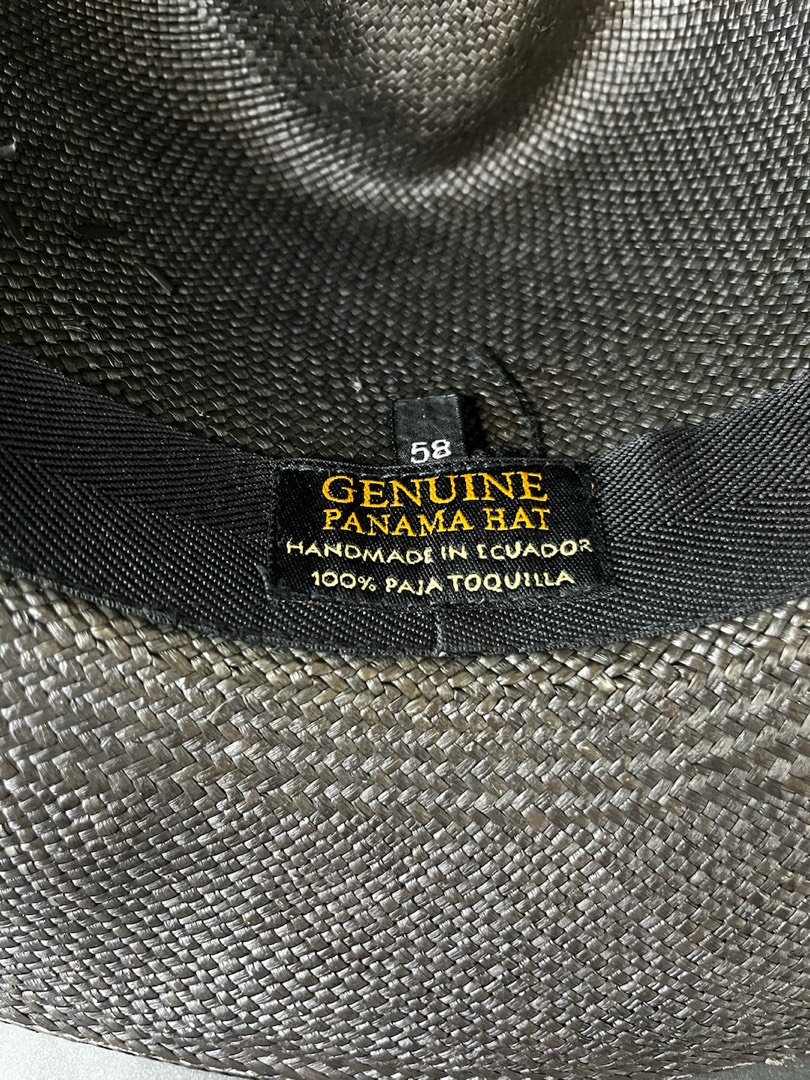 58
GENUINE
PANAMA HAT
HANDMADE IN ECUADOR
100% PAJA TOQUILLA